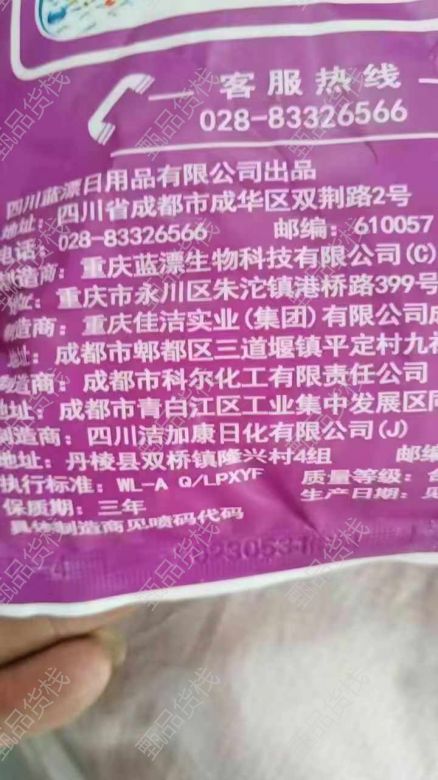 客服热线
028-83326566
四川蓝漂日用品有限公司出品
地址：四川省成都市成华区双荆路2号
电话：028-83326566 邮编：610057
制造商：重庆蓝漂生物科技有限公司(C)
重庆市永川区朱沱镇港桥路399号
制造商：重庆佳洁实业(集团)有限公司成
地址：成都市郫都区三道堰镇平定村九
制造商：成都市科尔化工有限责任公司
地址：成都市青白江区工业集中发展区同
制造商：四川洁加康日化有限公司(J)
地址：丹棱县双桥镇隆兴村4组 邮编
执行标准：WL-A Q/LPXYF 质量等级：合
保质期：三年 生产日期：见
具体制造商见喷码代码
甄品货栈